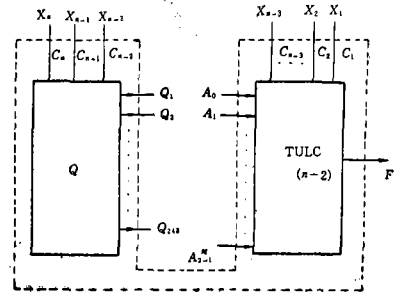 Xₙ Xₙ₋₁ Xₙ₋₂ Xₙ₋₃ X₂ X₁
Cₙ Cₙ₊₁ Cₙ₋₂ Cₙ₋₃ C₂ C₁
Q₁ A₀
Q₂ A₁
Q TULC
(n-2) F
Q₂₄₃